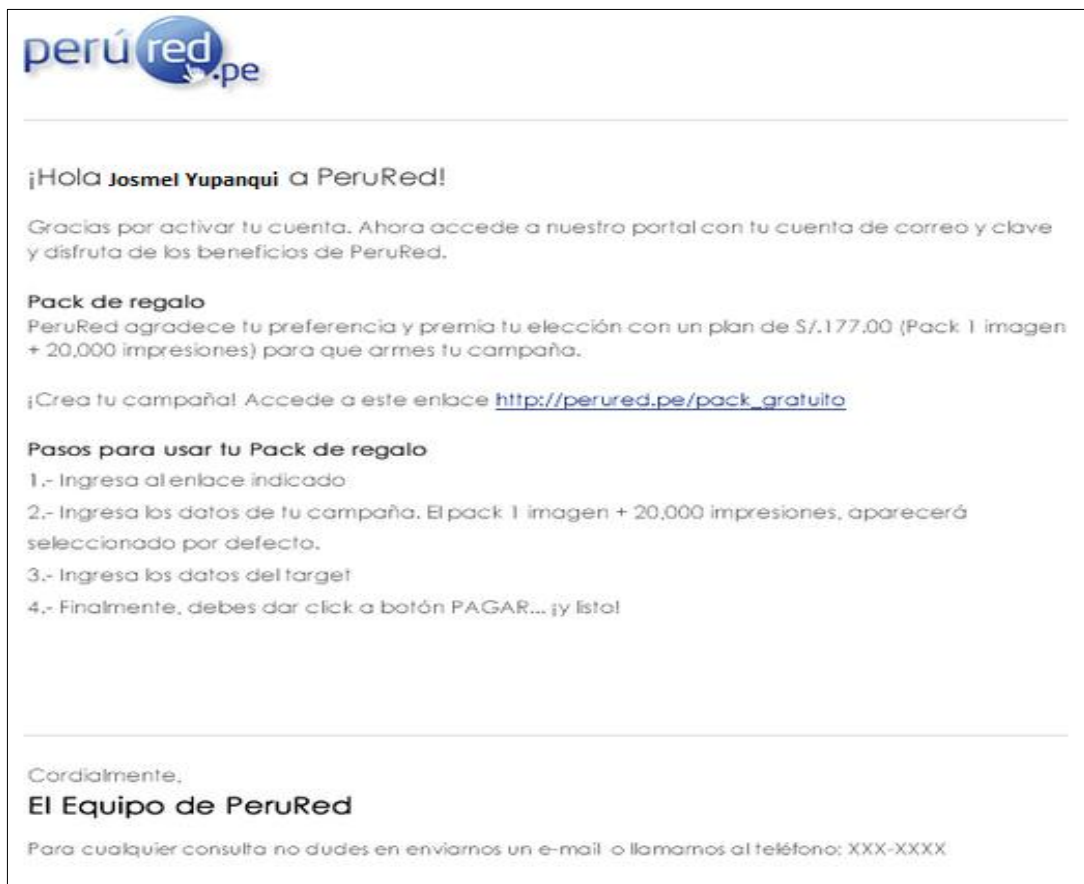 perú red .pe
¡Hola Josmel Yupanqui a PeruRed!
Gracias por activar tu cuenta. Ahora accede a nuestro portal con tu cuenta de correo y clave
y disfruta de los beneficios de PeruRed.
Pack de regalo
PeruRed agradece tu preferencia y premia tu elección con un plan de S/.177.00 (Pack 1 imagen
+ 20,000 impresiones) para que armes tu campaña.
¡Crea tu campaña! Accede a este enlace http://perured.pe/pack_gratuito
Pasos para usar tu Pack de regalo
1.- Ingresa al enlace indicado
2.- Ingresa los datos de tu campaña. El pack 1 imagen + 20,000 impresiones, aparecerá
seleccionado por defecto.
3.- Ingresa los datos del target
4.- Finalmente, debes dar click a botón PAGAR... ¡y listo!
Cordialmente,
El Equipo de PeruRed
Para cualquier consulta no dudes en enviarnos un e-mail o llamarnos al teléfono: XXX-XXXX